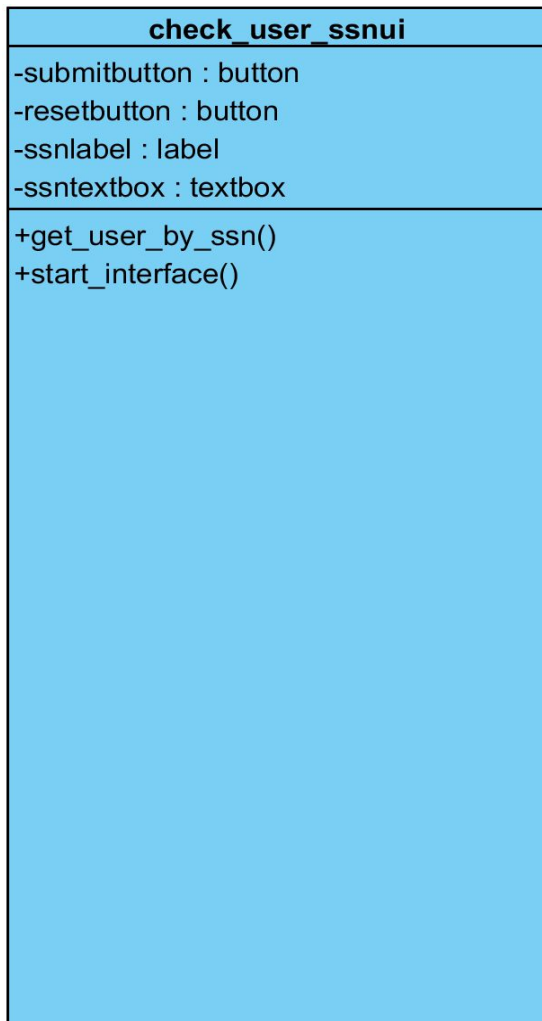 check_user_ssnui
-submitbutton : button
-resetbutton : button
-ssnlabel : label
-ssntextbox : textbox
+get_user_by_ssn()
+start_interface()